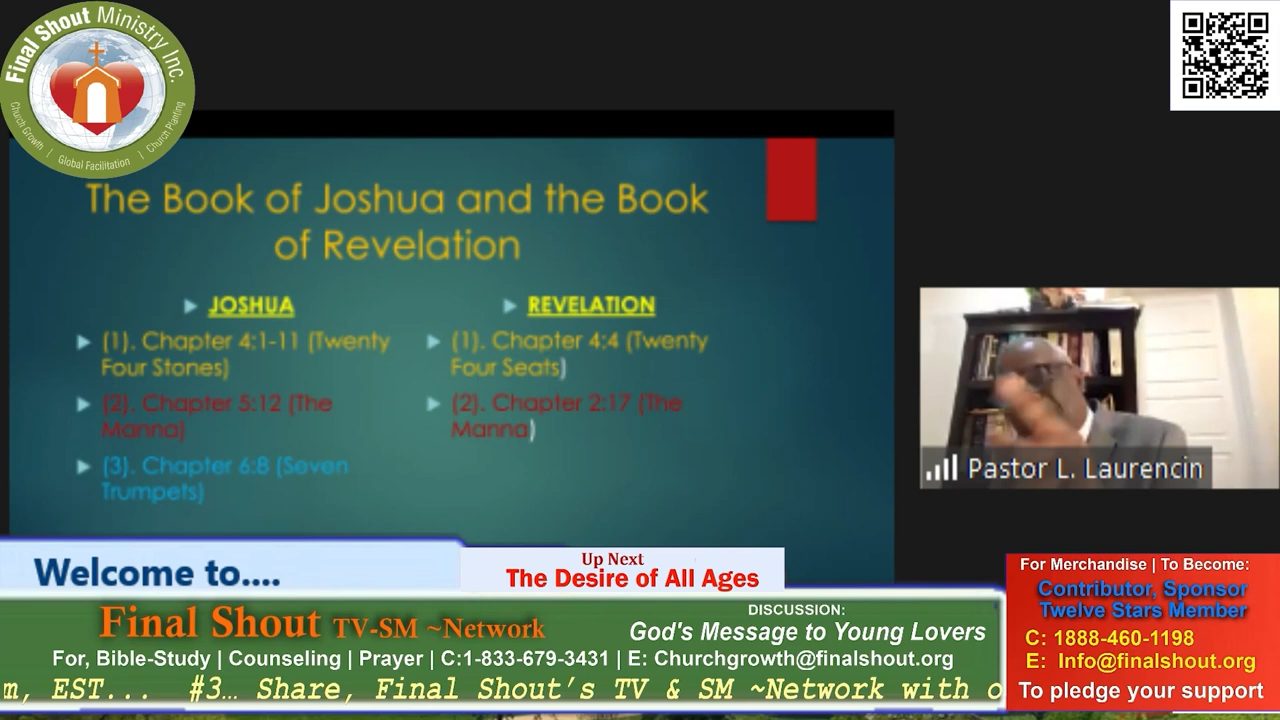 Final Shout Ministry Inc.
Church Growth | Global Facilitation | Church Planting
The Book of Joshua and the Book
of Revelation
JOSHUA
(1). Chapter 4:1-11 (Twenty
Four Stones)
(2). Chapter 5:12 (The
Manna)
(3). Chapter 6:8 (Seven
Trumpets)
REVELATION
(1). Chapter 4:4 (Twenty
Four Seats)
(2). Chapter 2:17 (The
Manna)
Pastor L. Laurencin
Welcome to....
Up Next
The Desire of All Ages
Final Shout TV-SM ~Network
DISCUSSION:
God's Message to Young Lovers
For, Bible-Study | Counseling | Prayer | C:1-833-679-3431 | E: Churchgrowth@finalshout.org
m, EST... #3… Share, Final Shout's TV & SM ~Network with o
For Merchandise | To Become:
Contributor, Sponsor
Twelve Stars Member
C: 1888-460-1198
E: Info@finalshout.org
To pledge your support